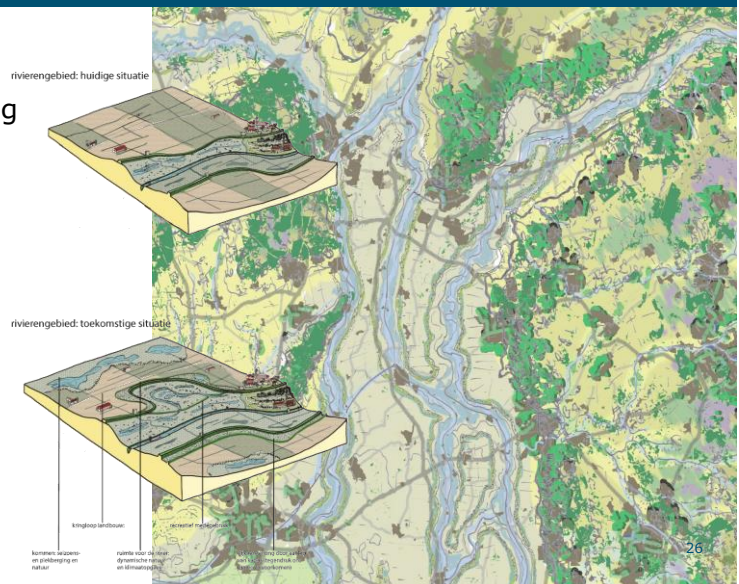 g
rivierengebied: huidige situatie
rivierengebied: toekomstige situatie
kringloop landbouw:
recreatief medegebruik
kommen: seizoens-
en piekberging en
natuur
ruimte voor de rivier:
dynamische natuur
en klimaatopgave
26